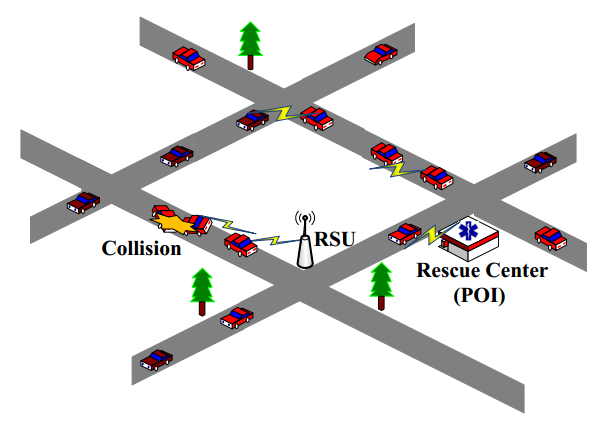 Collision
RSU
Rescue Center
(POI)